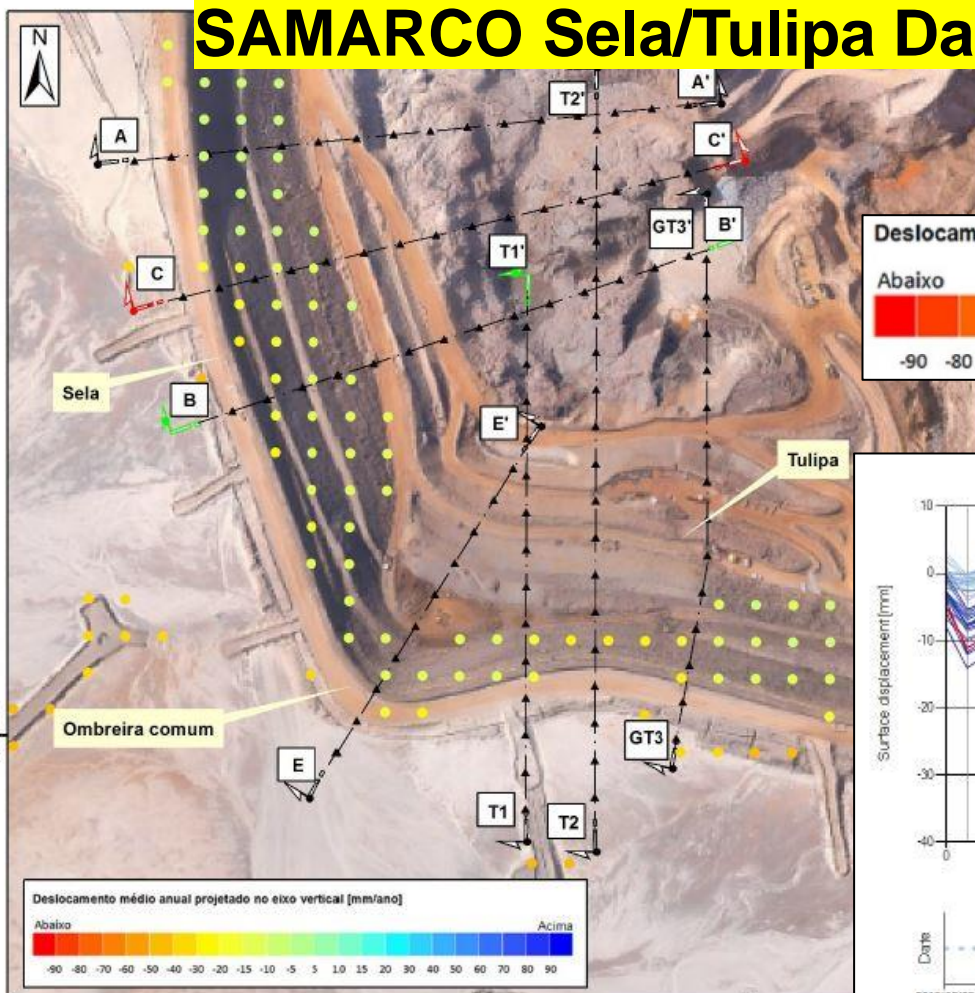 SAMARCO Sela/Tulipa Da
N
A
T2'
A'
C'
GT3'
B'
T1'
C
Deslocam
Abaixo
-90 -80
Sela
B
E'
Tulipa
10
0
-10
-20
-30
-40
Surface displacement [mm]
0
Date
Ombreira comum
E
GT3
T1
T2
Deslocamento médio anual projetado no eixo vertical [mm/ano]
Abaixo Acima
-90 -80 -70 -60 -50 -40 -30 -20 -15 -10 -5 5 10 15 20 30 40 50 60 70 80 90